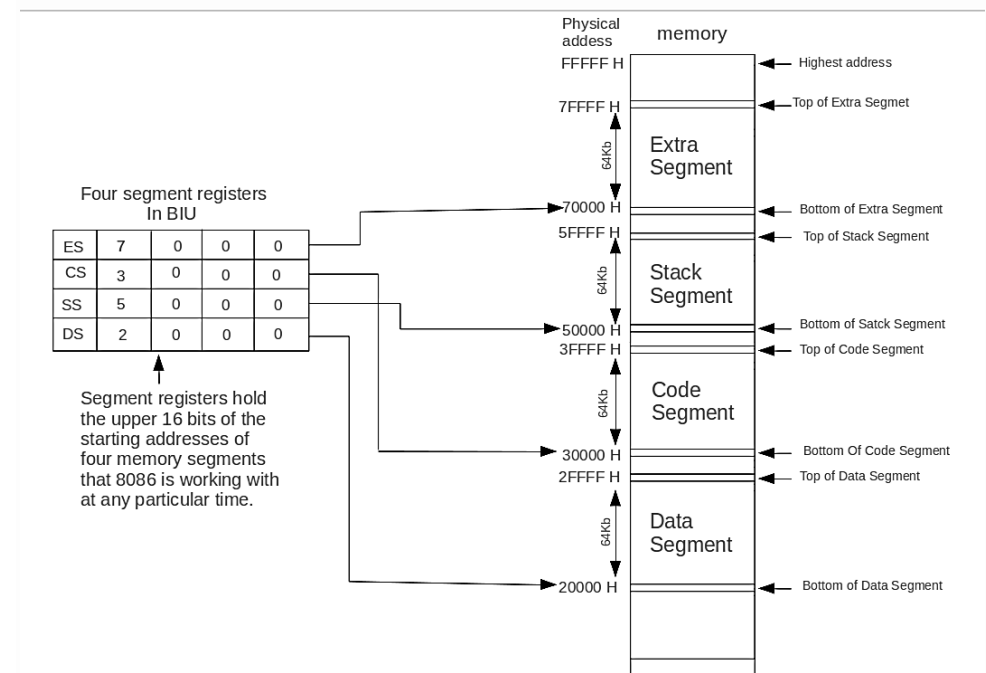 Physical
addess
memory
FFFFF H
Highest address
7FFFF H
Top of Extra Segmet
64Kb
Extra
Segment
70000 H
Bottom of Extra Segment
5FFFF H
Top of Stack Segment
64Kb
Stack
Segment
50000 H
Bottom of Satck Segment
3FFFF H
Top of Code Segment
64Kb
Code
Segment
30000 H
Bottom Of Code Segment
2FFFF H
Top of Data Segment
64Kb
Data
Segment
20000 H
Bottom of Data Segment
Four segment registers
In BIU
ES 7 0 0 0
CS 3 0 0 0
SS 5 0 0 0
DS 2 0 0 0
Segment registers hold
the upper 16 bits of the
starting addresses of
four memory segments
that 8086 is working with
at any particular time.